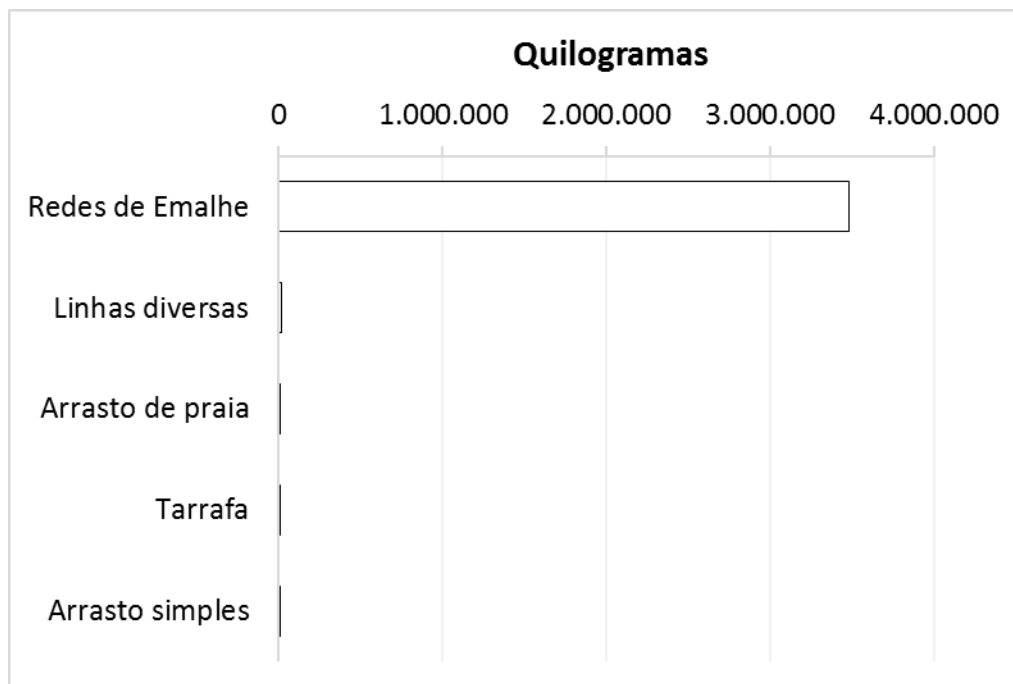 Quilogramas
0 1.000.000 2.000.000 3.000.000 4.000.000
Redes de Emalhe
Linhas diversas
Arrasto de praia
Tarrafa
Arrasto simples